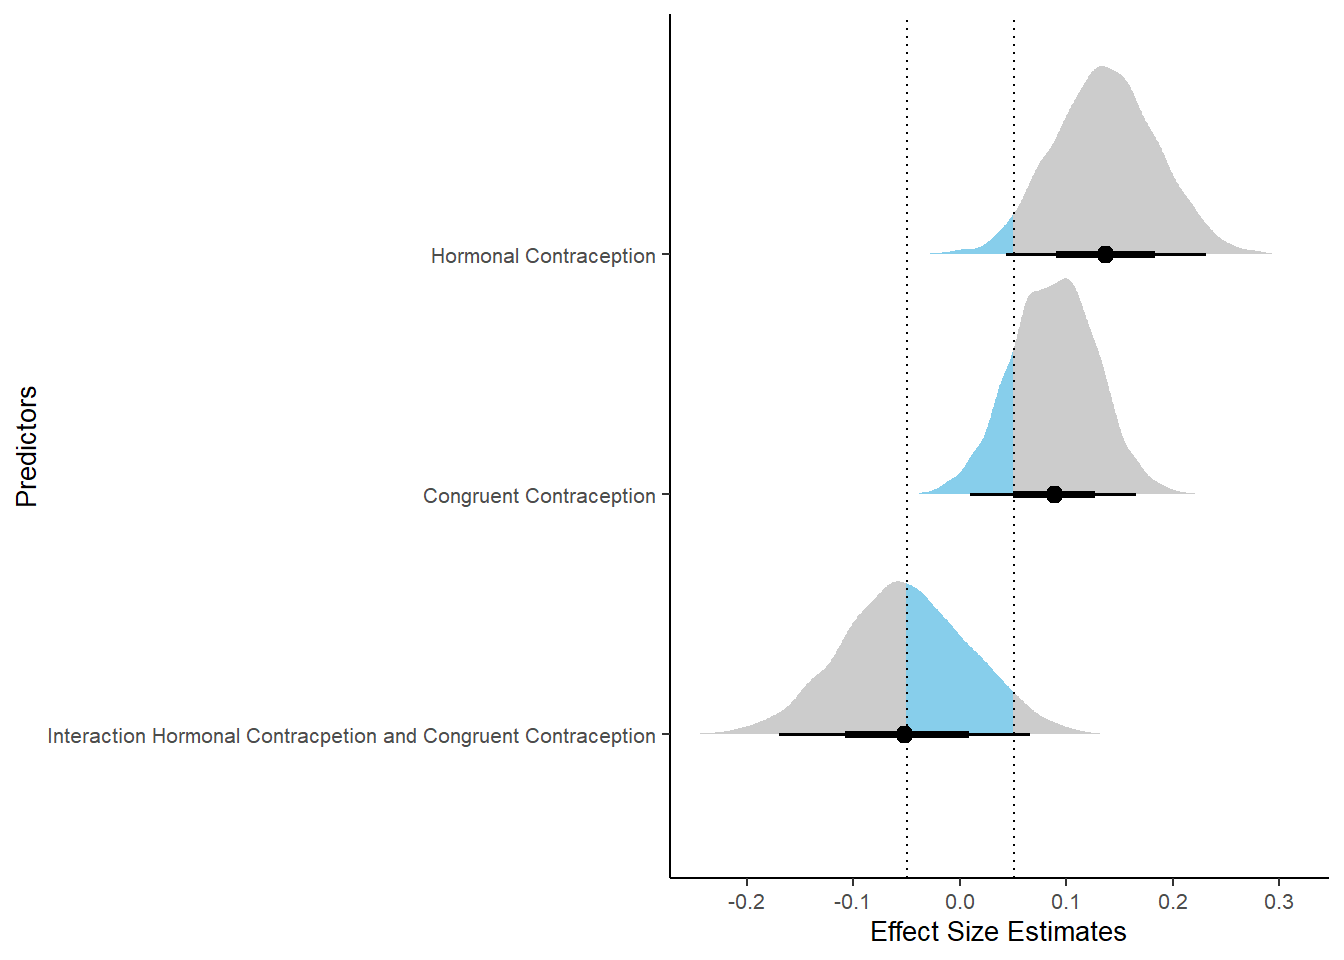 Hormonal Contraception
Congruent Contraception
Interaction Hormonal Contracpetion and Congruent Contraception
Predictors
-0.2 -0.1 0.0 0.1 0.2 0.3
Effect Size Estimates